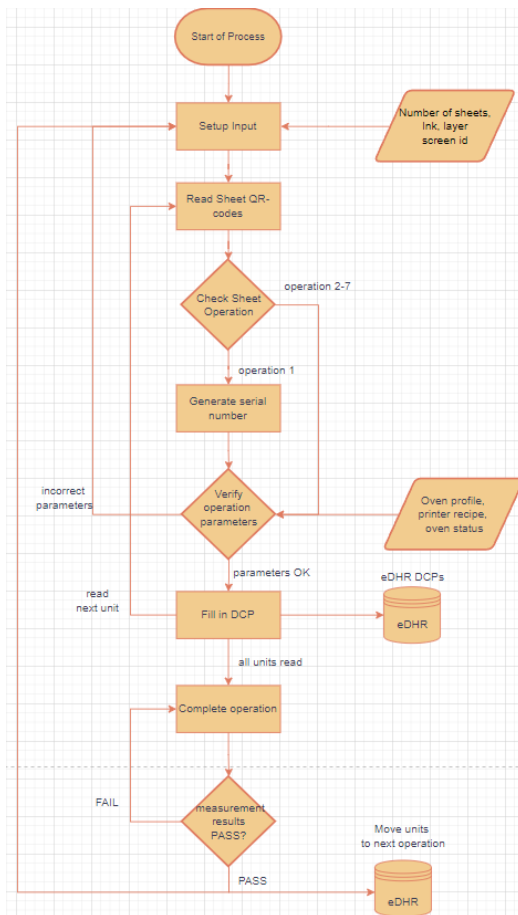 Start of Process
Setup Input
Number of sheets,
Ink, layer
screen id
Read Sheet QR-
codes
operation 2-7
Check Sheet
Operation
operation 1
Generate serial
number
incorrect
parameters
Verify
operation
parameters
Oven profile,
printer recipe,
oven status
parameters OK
eDHR DCPs
read
next unit
Fill in DCP
eDHR
all units read
Complete operation
FAIL
measurement
results
PASS?
Move units
to next operation
PASS
eDHR